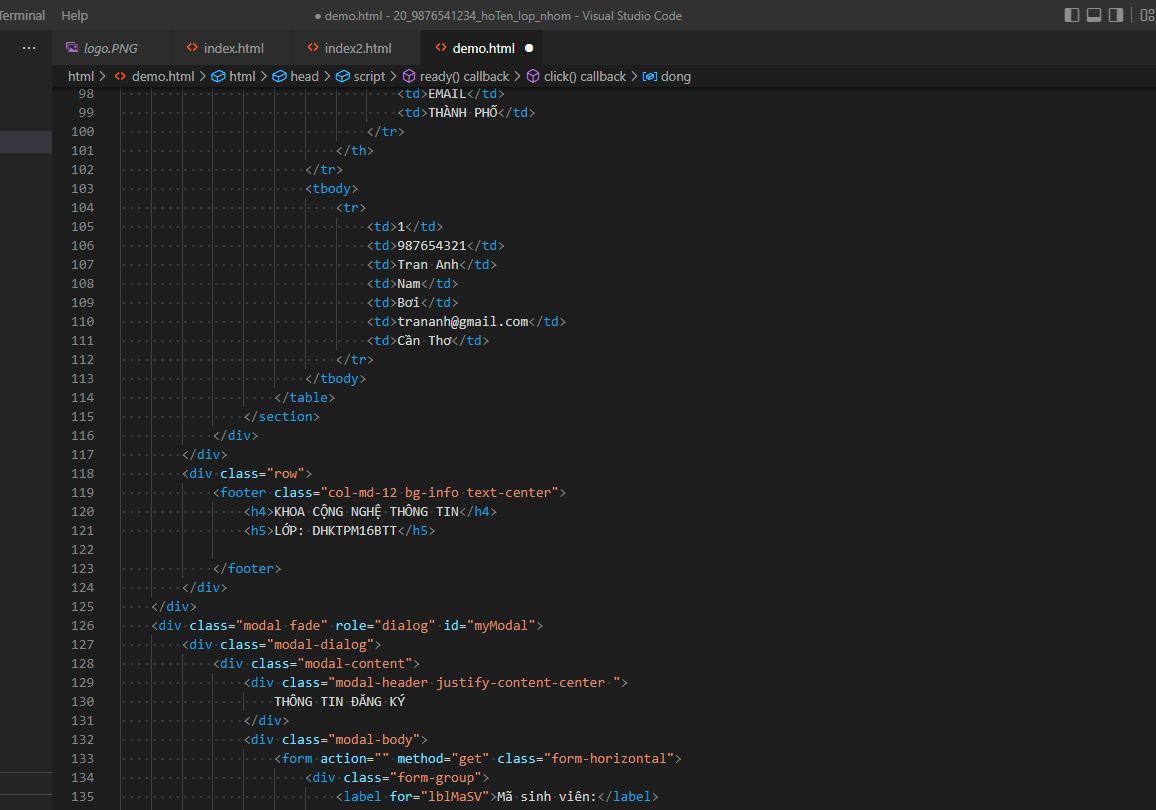 Terminal Help
● demo.html - 20_9876541234_hoTen_lop_nhom - Visual Studio Code
··· logo.PNG <> index.html <> index2.html <> demo.html ●
html > <> demo.html > html > head > script > ready() callback > click() callback > dong
98 <td>EMAIL</td>
99 <td>THÀNH PHỐ</td>
100 </tr>
101 </th>
102 </tr>
103 <tbody>
104 <tr>
105 <td>1</td>
106 <td>987654321</td>
107 <td>Tran Anh</td>
108 <td>Nam</td>
109 <td>Bơi</td>
110 <td>trananh@gmail.com</td>
111 <td>Cần Thơ</td>
112 </tr>
113 </tbody>
114 </table>
115 </section>
116 </div>
117 </div>
118 <div class="row">
119 <footer class="col-md-12 bg-info text-center">
120 <h4>KHOA CỘNG NGHỆ THÔNG TIN</h4>
121 <h5>LỚP: DHKTPM16BTT</h5>
122
123 </footer>
124 </div>
125 </div>
126 <div class="modal fade" role="dialog" id="myModal">
127 <div class="modal-dialog">
128 <div class="modal-content">
129 <div class="modal-header justify-content-center ">
130 THÔNG TIN ĐĂNG KÝ
131 </div>
132 <div class="modal-body">
133 <form action="" method="get" class="form-horizontal">
134 <div class="form-group">
135 <label for="lblMaSV">Mã sinh viên:</label>